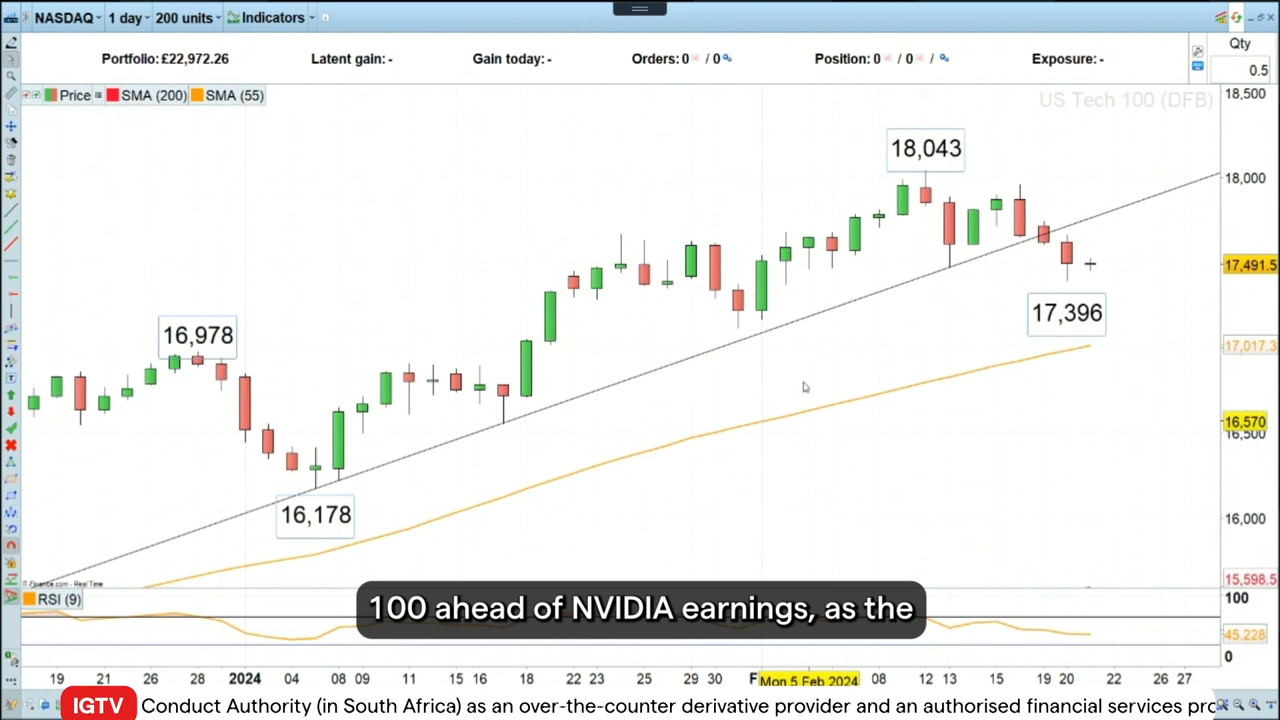 NASDAQ 1 day 200 units Indicators
Portfolio: £22,972.26 Latent gain: - Gain today: - Orders: 0 / 0 Position: 0 / 0 / Exposure: -
Qty
0.5
Price SMA (200) SMA (55)
US Tech 100 (DFB)
18,500
18,043
18,000
17,491.5
17,396
16,978
17,017.3
16,570
16,500
16,178
16,000
IT-Finance.com - Real Time
15,598.5
RSI (9)
100
45.228
0
100 ahead of NVIDIA earnings, as the
19 21 26 28 2024 04 08 09 11 15 16 18 22 23 25 29 30 F Mon 5 Feb 2024 08 12 13 15 19 20 22 26 27
IGTV Conduct Authority (in South Africa) as an over-the-counter derivative provider and an authorised financial services pro